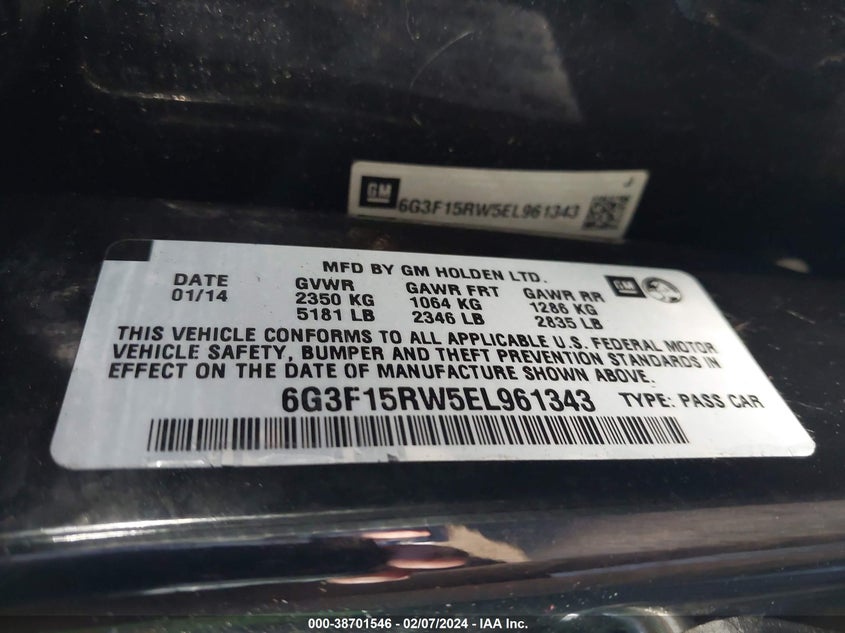 GM
6G3F15RW5EL961343
J
MFD BY GM HOLDEN LTD.
DATE GVWR GAWR FRT GAWR RR GM
01/14 2350 KG 1064 KG 1286 KG
5181 LB 2346 LB 2835 LB
THIS VEHICLE CONFORMS TO ALL APPLICABLE U.S. FEDERAL MOTOR
VEHICLE SAFETY, BUMPER AND THEFT PREVENTION STANDARDS IN
EFFECT ON THE DATE OF MANUFACTURE SHOWN ABOVE.
6G3F15RW5EL961343 TYPE: PASS CAR
000-38701546 — 02/07/2024 — IAA Inc.